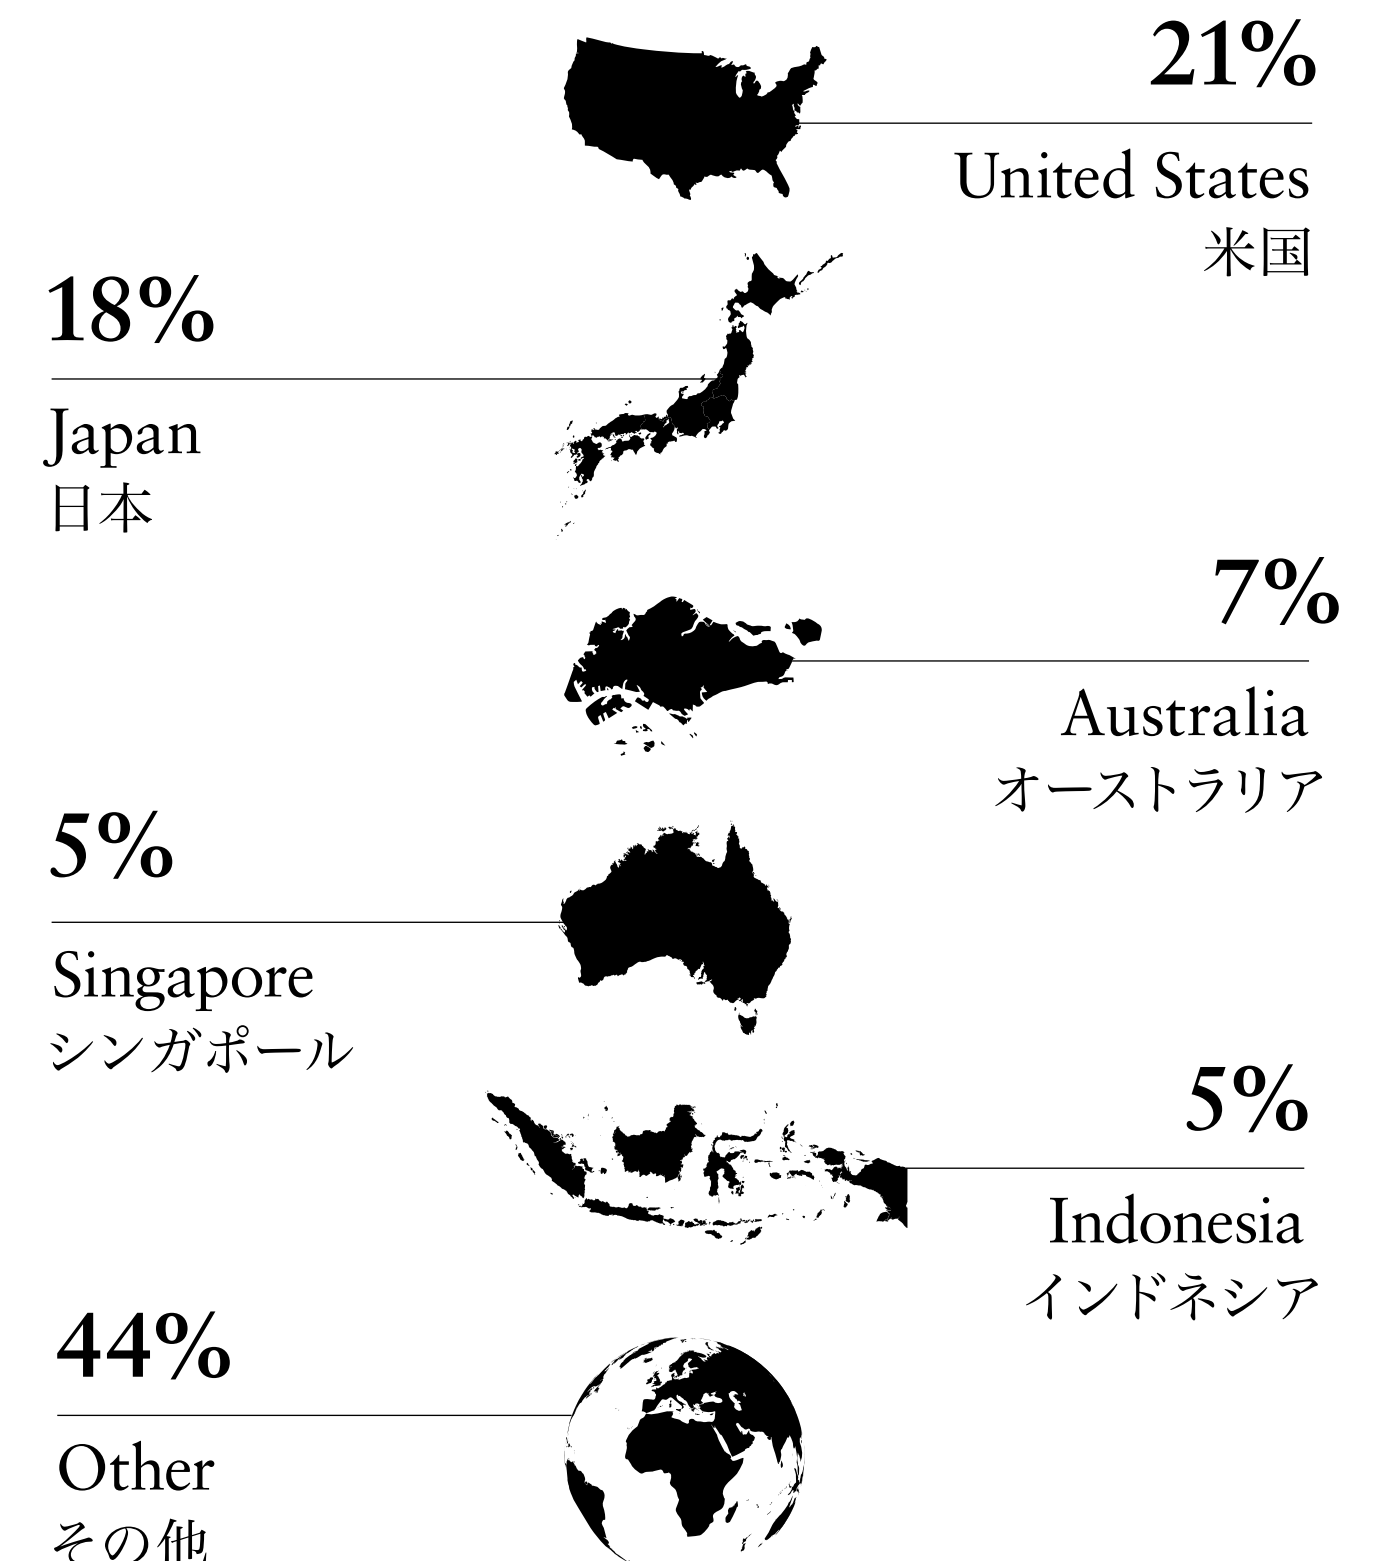 21%
United States
米国
18%
Japan
日本
7%
Australia
オーストラリア
5%
Singapore
シンガポール
5%
Indonesia
インドネシア
44%
Other
その他